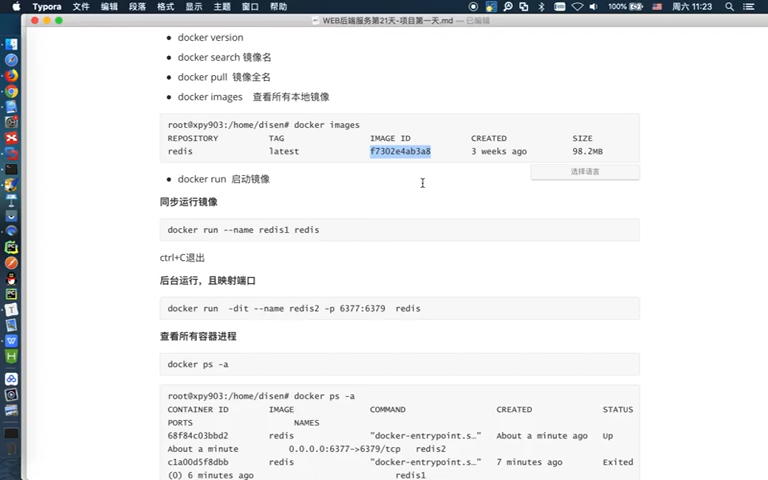 Typora 文件 编辑 段落 格式 显示 主题 窗口 帮助 100% 周六 11:23
WEB后端服务第21天-项目第一天.md — 已编辑
• docker version
• docker search 镜像名
• docker pull 镜像全名
• docker images 查看所有本地镜像
root@xpy903:/home/disen# docker images
REPOSITORY TAG IMAGE ID CREATED SIZE
redis latest f7302e4ab3a8 3 weeks ago 98.2MB
选择语言
• docker run 启动镜像
同步运行镜像
docker run --name redis1 redis
ctrl+C退出
后台运行，且映射端口
docker run -dit --name redis2 -p 6377:6379 redis
查看所有容器进程
docker ps -a
root@xpy903:/home/disen# docker ps -a
CONTAINER ID IMAGE COMMAND CREATED STATUS
PORTS NAMES
68f84c03bbd2 redis "docker-entrypoint.s…" About a minute ago Up
About a minute 0.0.0.0:6377->6379/tcp redis2
c1a00d5f8dbb redis "docker-entrypoint.s…" 7 minutes ago Exited
(0) 6 minutes ago redis1